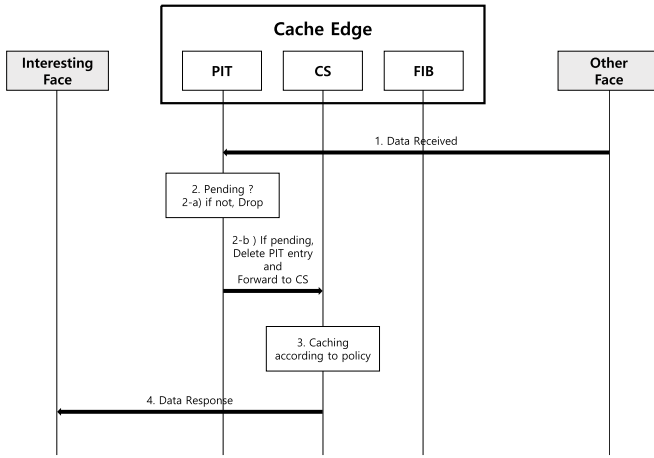 Cache Edge
Interesting
Face
PIT
CS
FIB
Other
Face
1. Data Received
2. Pending ?
2-a) if not, Drop
2-b ) If pending,
Delete PIT entry
and
Forward to CS
3. Caching
according to policy
4. Data Response